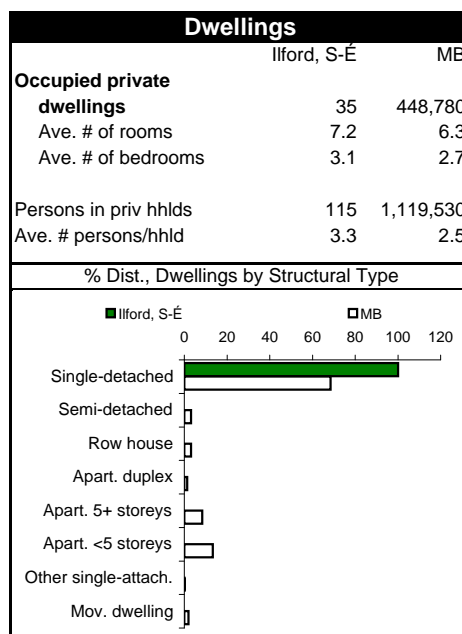 Dwellings
Ilford, S-É MB
Occupied private
dwellings 35 448,780
Ave. # of rooms 7.2 6.3
Ave. # of bedrooms 3.1 2.7
Persons in priv hhlds 115 1,119,530
Ave. # persons/hhld 3.3 2.5
% Dist., Dwellings by Structural Type
Ilford, S-É MB
0 20 40 60 80 100 120
Single-detached
Semi-detached
Row house
Apart. duplex
Apart. 5+ storeys
Apart. <5 storeys
Other single-attach.
Mov. dwelling